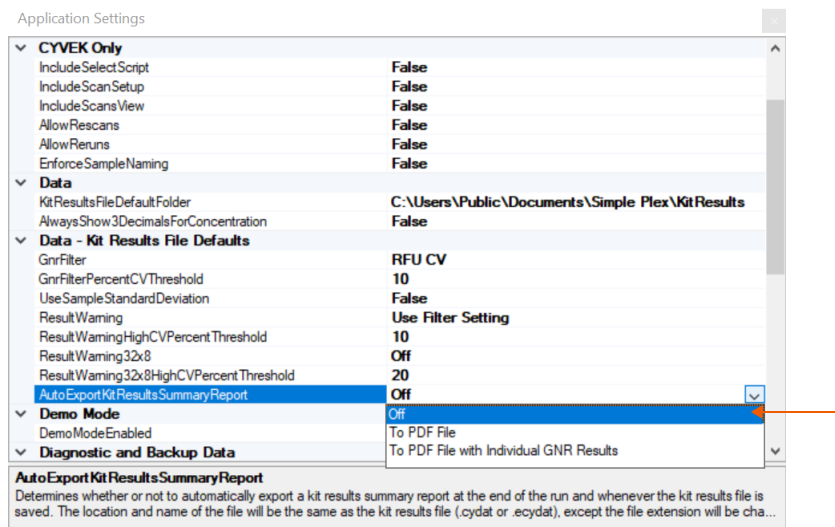 Application Settings
CYVEK Only
IncludeSelectScript False
IncludeScanSetup False
IncludeScansView False
AllowRescans False
AllowReruns False
EnforceSampleNaming False
Data
KitResultsFileDefaultFolder C:\Users\Public\Documents\Simple Plex\KitResults
AlwaysShow3DecimalsForConcentration False
Data - Kit Results File Defaults
GnrFilter RFU CV
GnrFilterPercentCVThreshold 10
UseSampleStandardDeviation False
ResultWarning Use Filter Setting
ResultWarningHighCVPercentThreshold 10
ResultWarning32x8 Off
ResultWarning32x8HighCVPercentThreshold 20
AutoExportKitResultsSummaryReport Off
Demo Mode Off
DemoModeEnabled To PDF File
Diagnostic and Backup Data To PDF File with Individual GNR Results
AutoExportKitResultsSummaryReport
Determines whether or not to automatically export a kit results summary report at the end of the run and whenever the kit results file is
saved. The location and name of the file will be the same as the kit results file (.cydat or .ecydat), except the file extension will be cha...